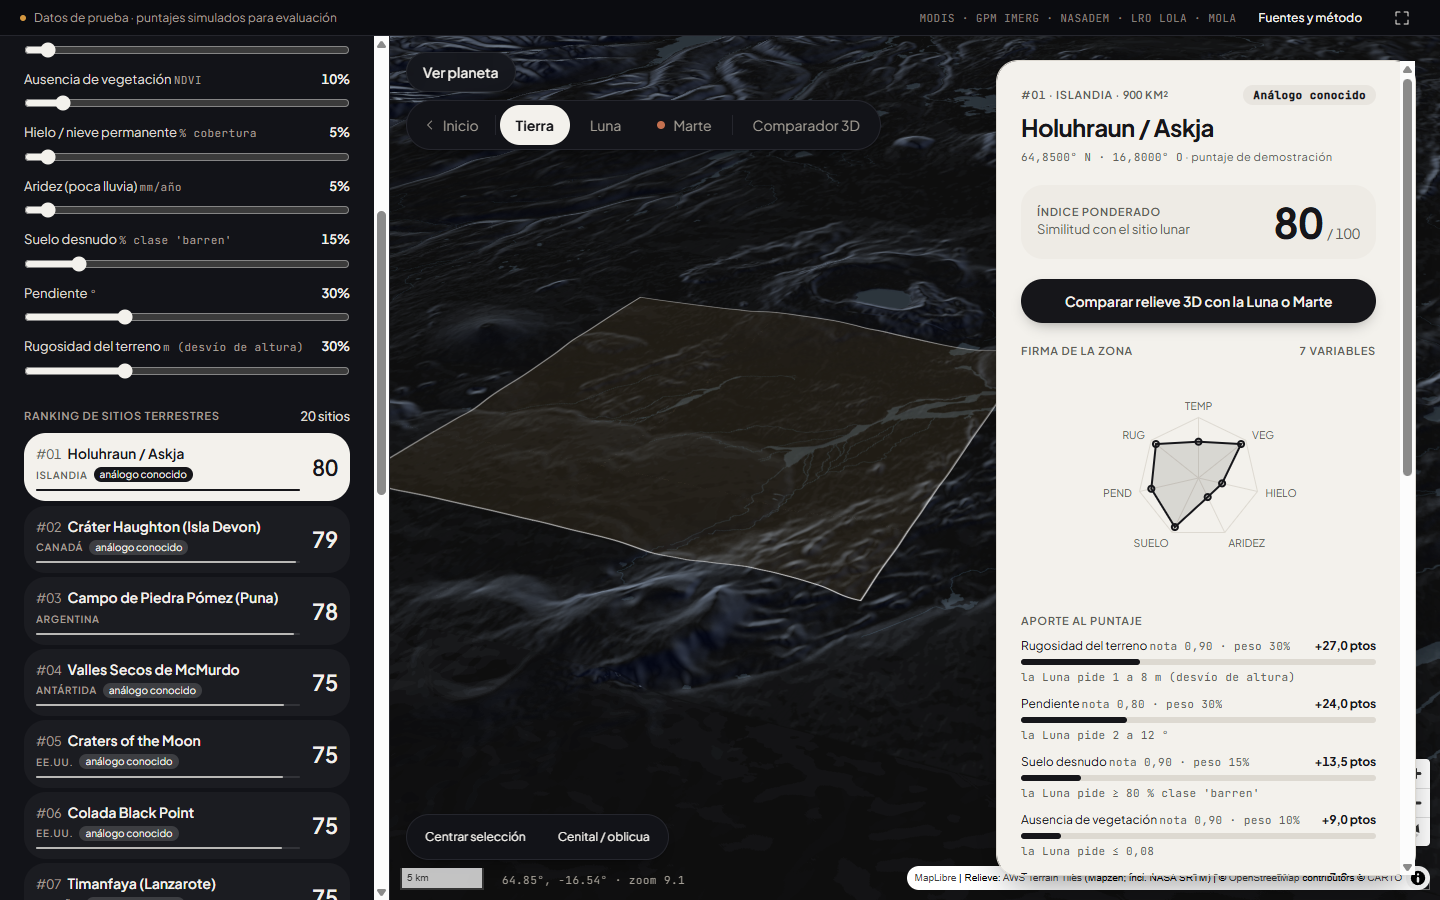 Datos de prueba · puntajes simulados para evaluación
MODIS · GPM IMERG · NASADEM · LRO LOLA · MOLA
Fuentes y método
Ausencia de vegetación NDVI 10%
Hielo / nieve permanente % cobertura 5%
Aridez (poca lluvia) mm/año 5%
Suelo desnudo % clase 'barren' 15%
Pendiente ° 30%
Rugosidad del terreno m (desvío de altura) 30%
RANKING DE SITIOS TERRESTRES 20 sitios
#01 Holuhraun / Askja
ISLANDIA análogo conocido
80
#02 Cráter Haughton (Isla Devon)
CANADÁ análogo conocido
79
#03 Campo de Piedra Pómez (Puna)
ARGENTINA
78
#04 Valles Secos de McMurdo
ANTÁRTIDA análogo conocido
75
#05 Craters of the Moon
EE.UU. análogo conocido
75
#06 Colada Black Point
EE.UU. análogo conocido
75
#07 Timanfaya (Lanzarote)
75
Ver planeta
Inicio Tierra Luna Marte Comparador 3D
Centrar selección Cenital / oblicua
5 km
64.85°, -16.54° · zoom 9.1
#01 · ISLANDIA · 900 KM² Análogo conocido
Holuhraun / Askja
64,8500° N · 16,8000° O · puntaje de demostración
ÍNDICE PONDERADO
Similitud con el sitio lunar
80 / 100
Comparar relieve 3D con la Luna o Marte
FIRMA DE LA ZONA 7 VARIABLES
TEMP
RUG VEG
PEND HIELO
SUELO ARIDEZ
APORTE AL PUNTAJE
Rugosidad del terreno nota 0,90 · peso 30% +27,0 ptos
la Luna pide 1 a 8 m (desvío de altura)
Pendiente nota 0,80 · peso 30% +24,0 ptos
la Luna pide 2 a 12 °
Suelo desnudo nota 0,90 · peso 15% +13,5 ptos
la Luna pide ≥ 80 % clase 'barren'
Ausencia de vegetación nota 0,90 · peso 10% +9,0 ptos
la Luna pide ≤ 0,08
MapLibre | Relieve: AWS Terrain Tiles (Mapzen; incl. NASA SRTM) | © OpenStreetMap contributors © CARTO